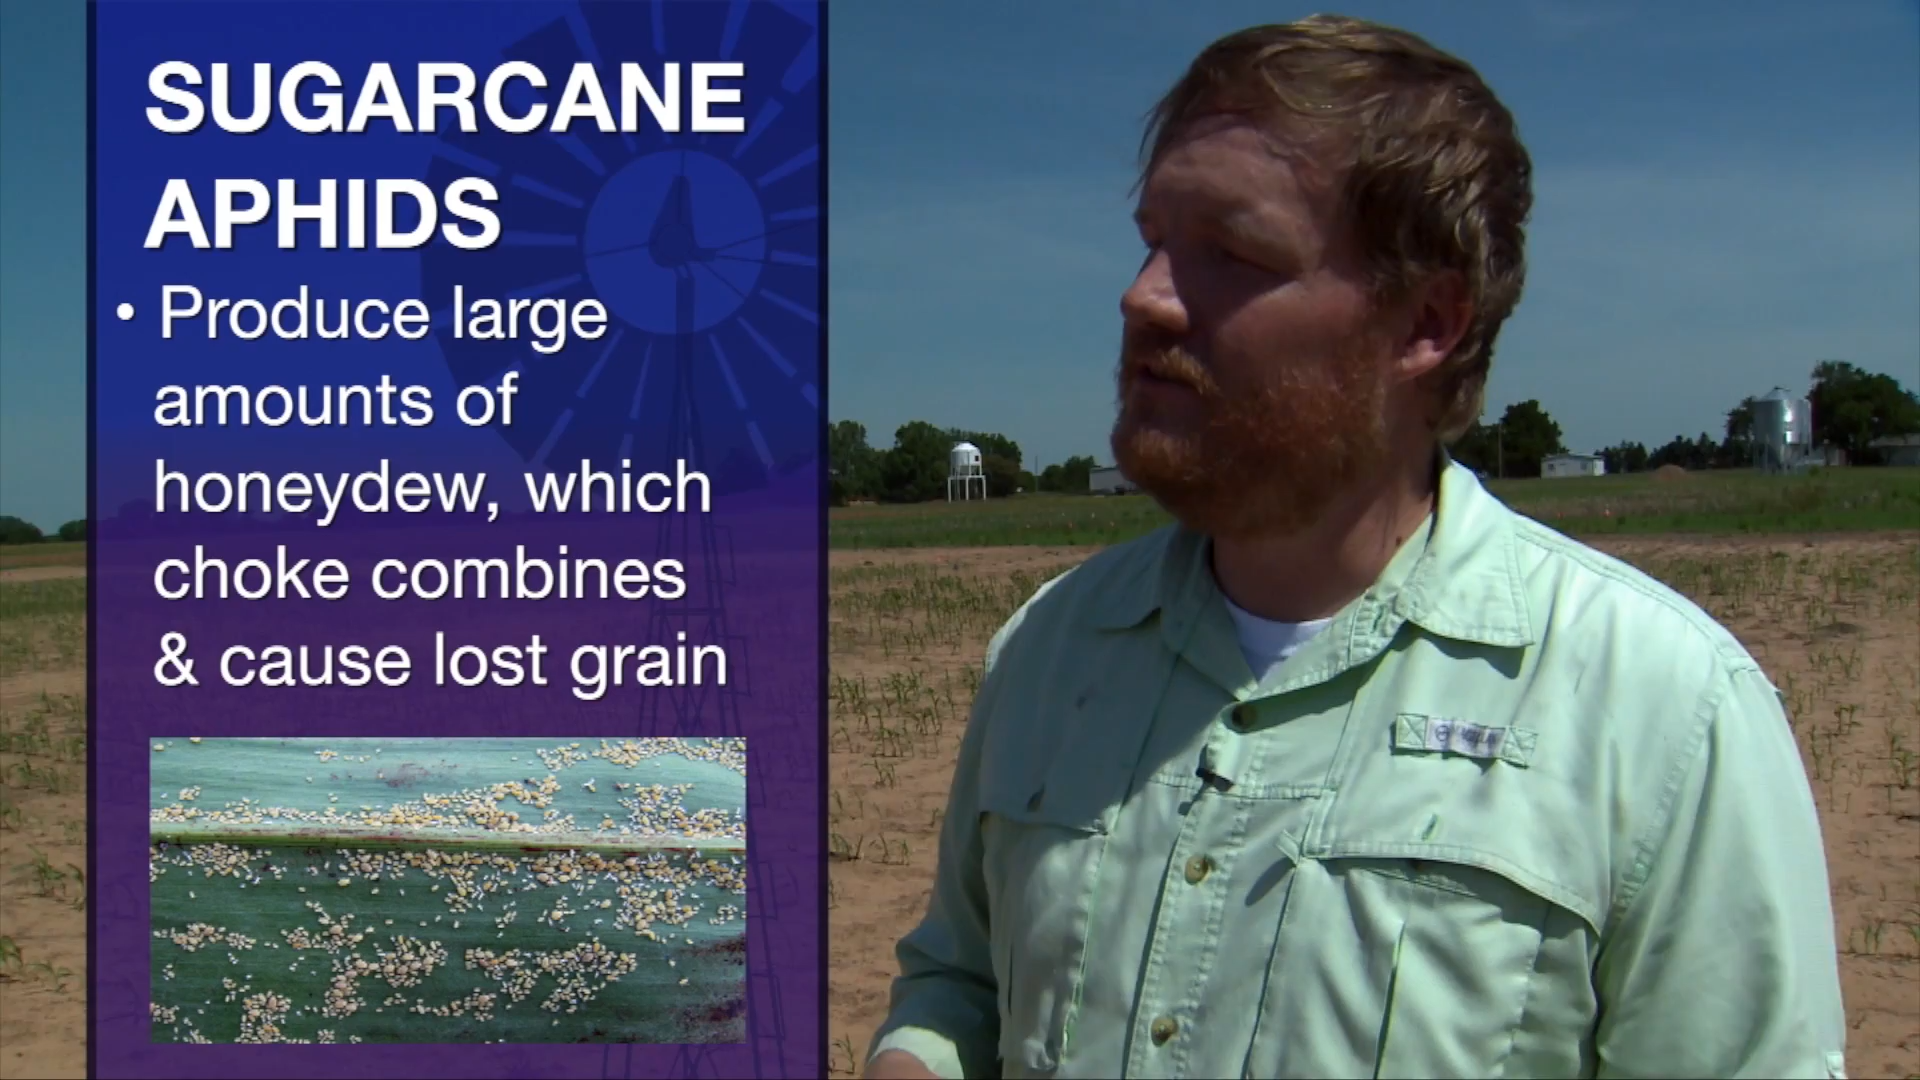 SUGARCANE
APHIDS
• Produce large
amounts of
honeydew, which
choke combines
& cause lost grain